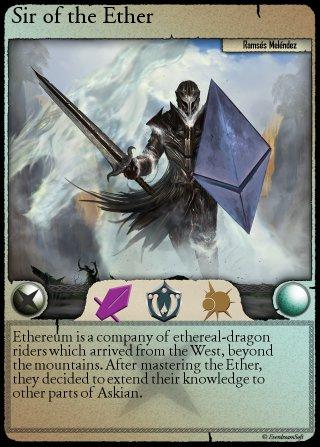 Sir of the Ether
Ramsés Meléndez
Ethereum is a company of ethereal-dragon
riders which arrived from the West, beyond
the mountains. After mastering the Ether,
they decided to extend their knowledge to
other parts of Askian.
© EverdreamSoft